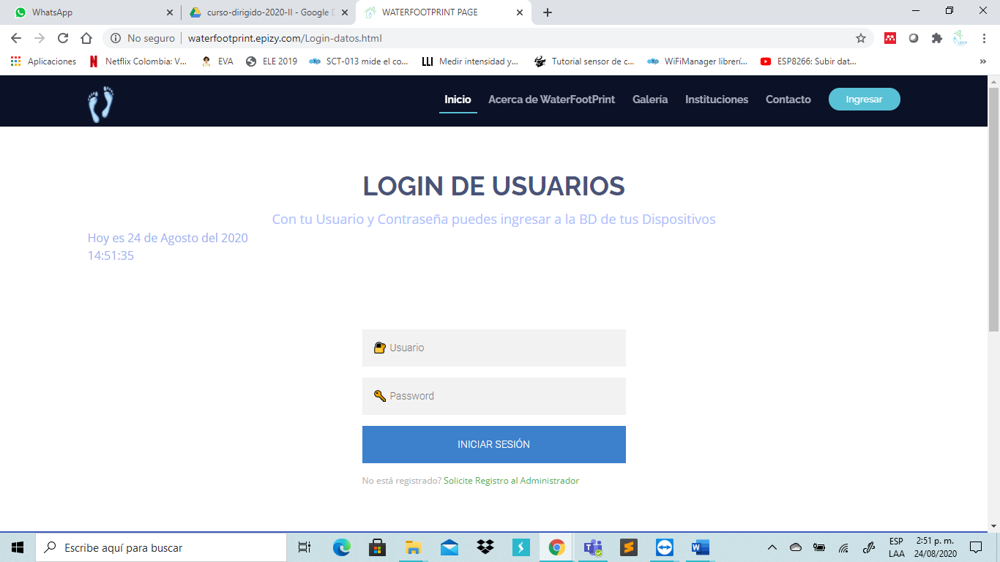 WhatsApp
curso-dirigido-2020-II - Google D
WATERFOOTPRINT PAGE
No seguro
waterfootprint.epizy.com/Login-datos.html
Aplicaciones
Netflix Colombia: V...
EVA
ELE 2019
SCT-013 mide el co...
Medir intensidad y...
Tutorial sensor de c...
WiFiManager librerí...
ESP8266: Subir dat...
Inicio
Acerca de WaterFootPrint
Galería
Instituciones
Contacto
Ingresar
LOGIN DE USUARIOS
Con tu Usuario y Contraseña puedes ingresar a la BD de tus Dispositivos
Hoy es 24 de Agosto del 2020
14:51:35
Usuario
Password
INICIAR SESIÓN
No está registrado? Solicite Registro al Administrador
Escribe aquí para buscar
ESP
LAA
2:51 p. m.
24/08/2020